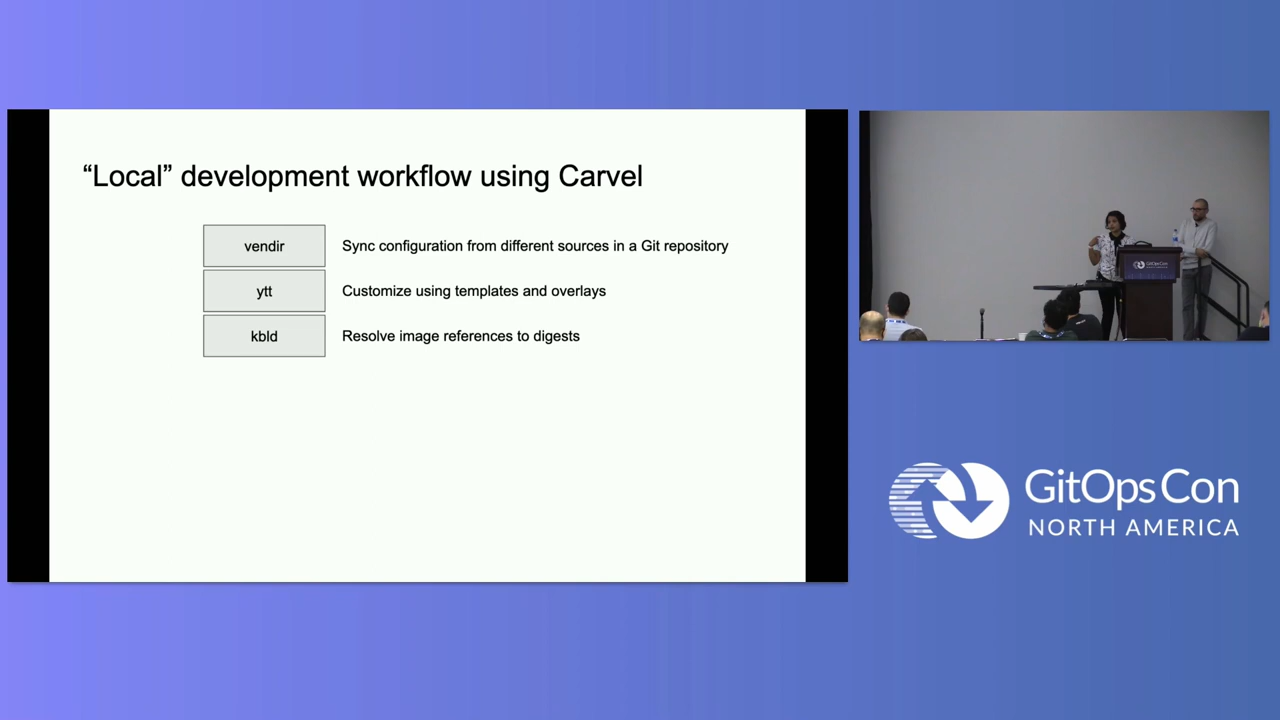 “Local” development workflow using Carvel
vendir Sync configuration from different sources in a Git repository
ytt Customize using templates and overlays
kbld Resolve image references to digests
GitOpsCon
GitOpsCon
NORTH AMERICA